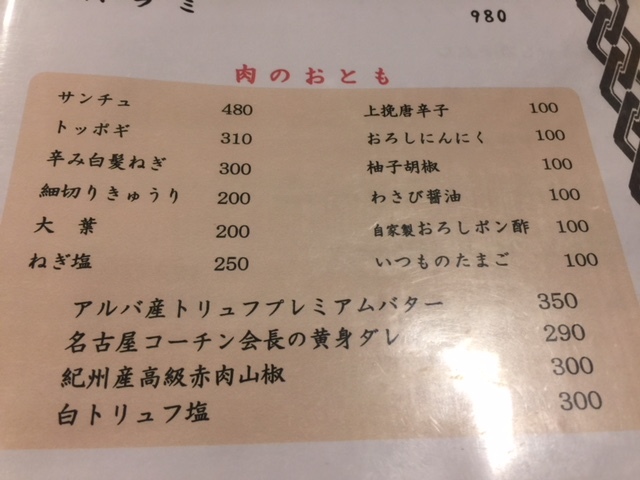 980
肉のおとも
サンチュ 480
トッポギ 310
辛み白髪ねぎ 300
細切りきゅうり 200
大葉 200
ねぎ塩 250
上挽唐辛子 100
おろしにんにく 100
柚子胡椒 100
わさび醤油 100
自家製おろしポン酢 100
いつものたまご 100
アルバ産トリュフプレミアムバター 350
名古屋コーチン会長の黄身ダレ 290
紀州産高級赤肉山椒 300
白トリュフ塩 300